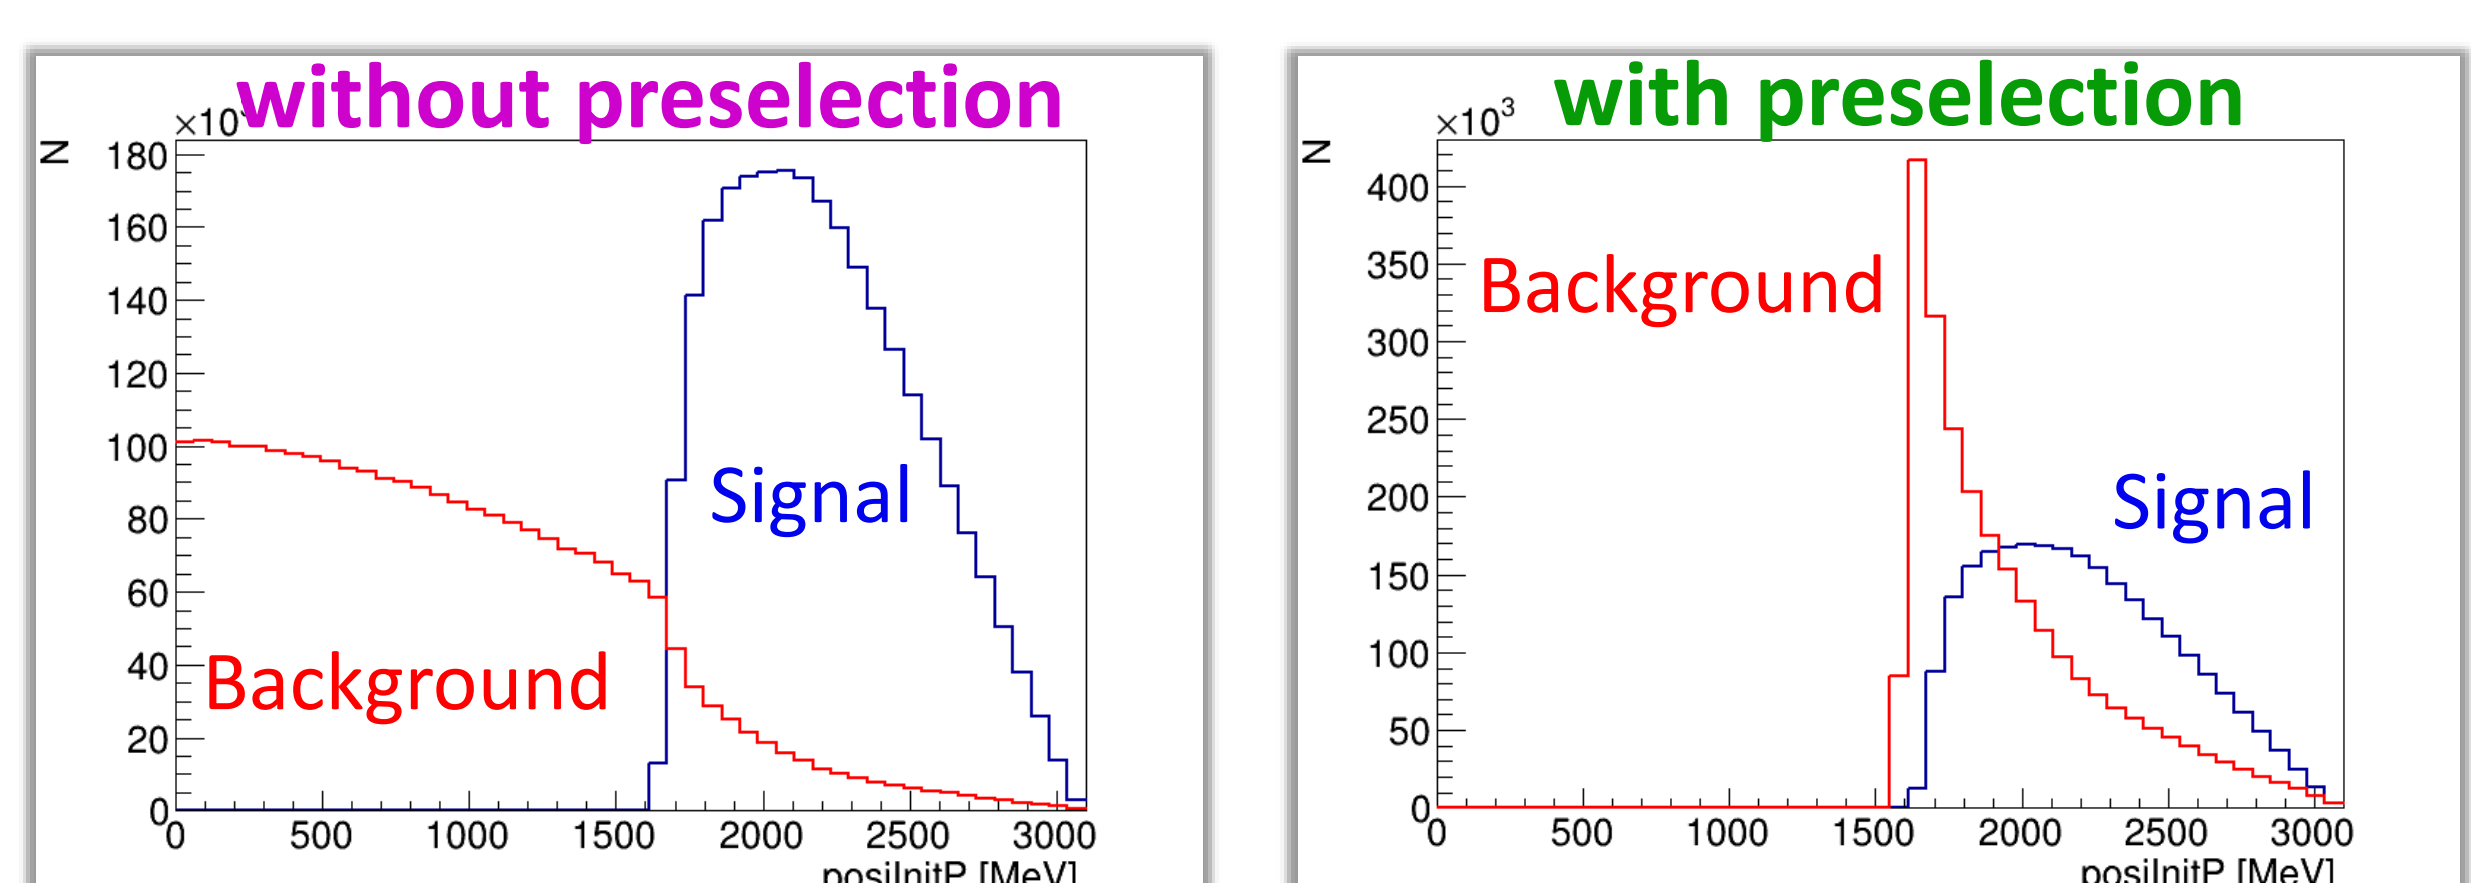 without preselection
×10³
N
180
160
140
120
100
80
60
40
20
0
Signal
Background
0 500 1000 1500 2000 2500 3000
posiInitP [MeV]
with preselection
×10³
N
400
350
300
250
200
150
100
50
0
Background
Signal
0 500 1000 1500 2000 2500 3000
posiInitP [MeV]